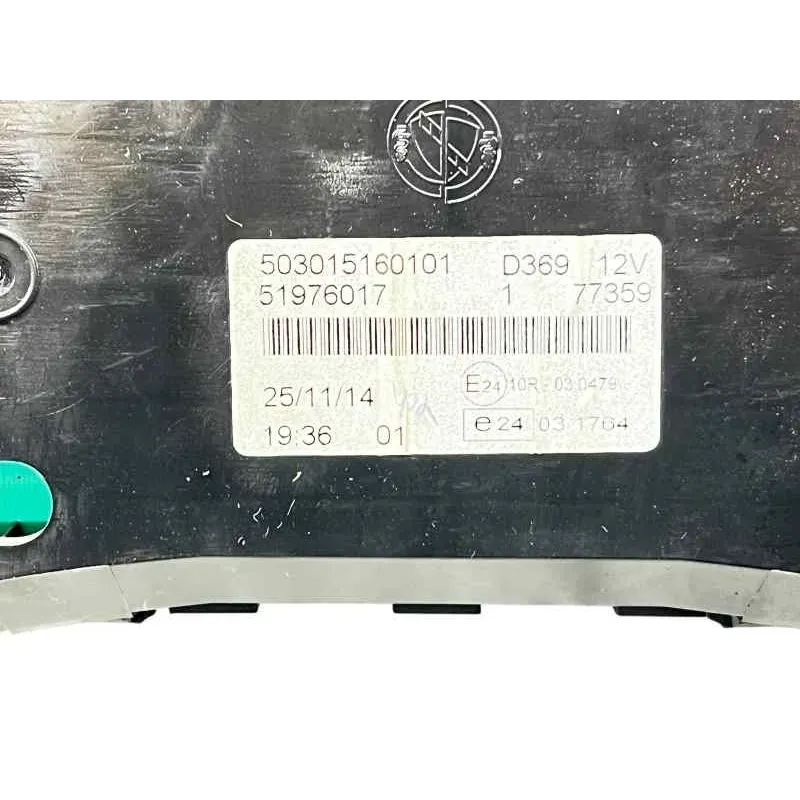 503015160101 D369 12V
51976017 1 77359
25/11/14 E24 10R - 03 0479
19:36 01 e24 03 1764